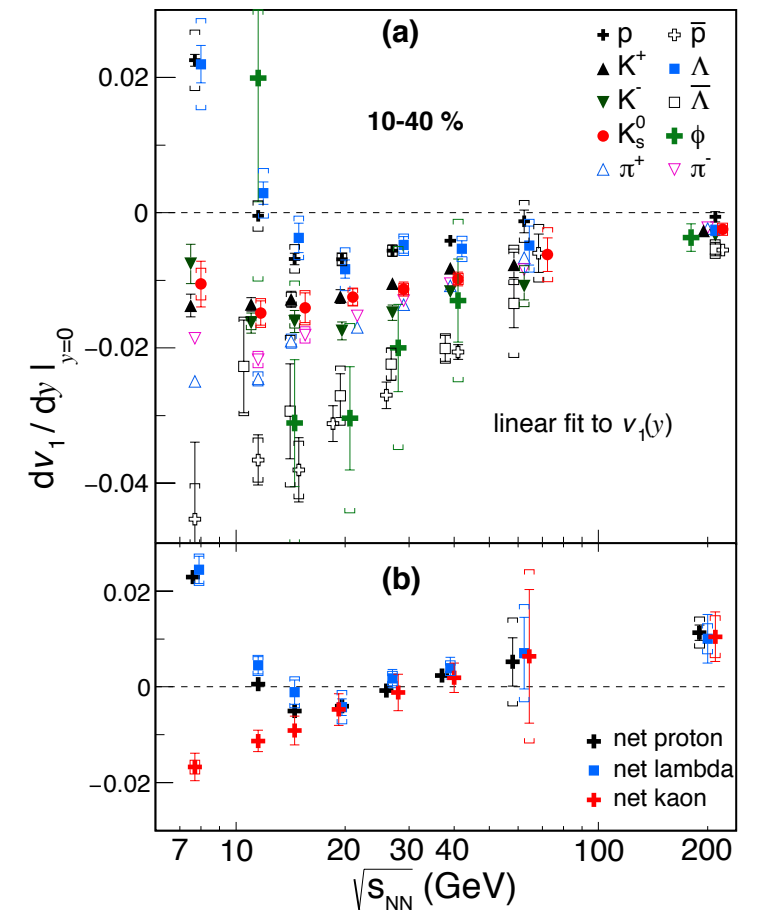 (a)
p p̅
K⁺ Λ
K⁻ Λ̅
K⁰ₛ ϕ
π⁺ π⁻
10-40 %
0.02
0
−0.02
−0.04
dv₁ / dy |y=0
linear fit to v₁(y)
(b)
0.02
0
−0.02
net proton
net lambda
net kaon
7 10 20 30 40 100 200
√sNN (GeV)